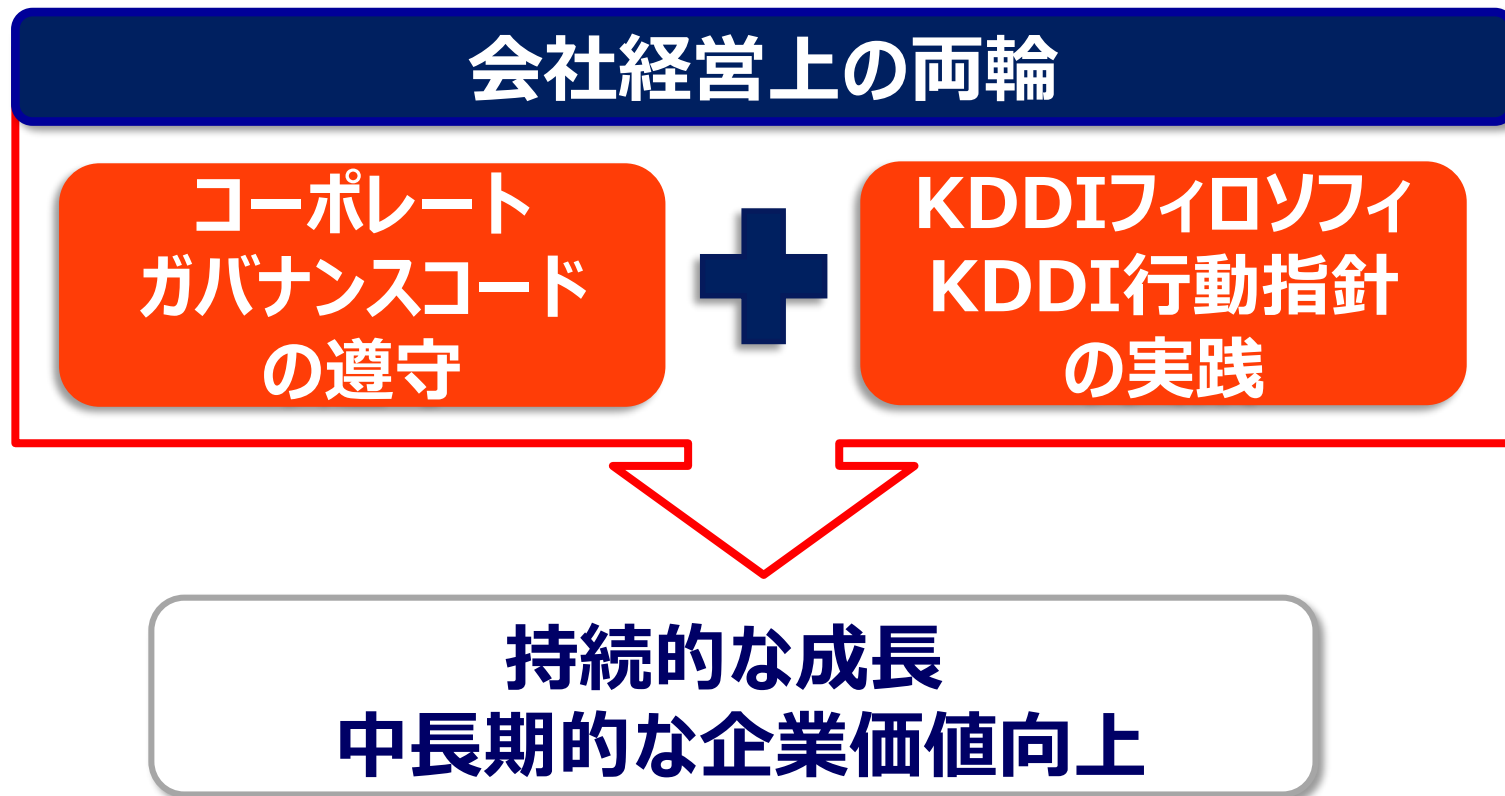 会社経営上の両輪
コーポレート
ガバナンスコード
の遵守
KDDIフィロソフィ
KDDI行動指針
の実践
持続的な成長
中長期的な企業価値向上